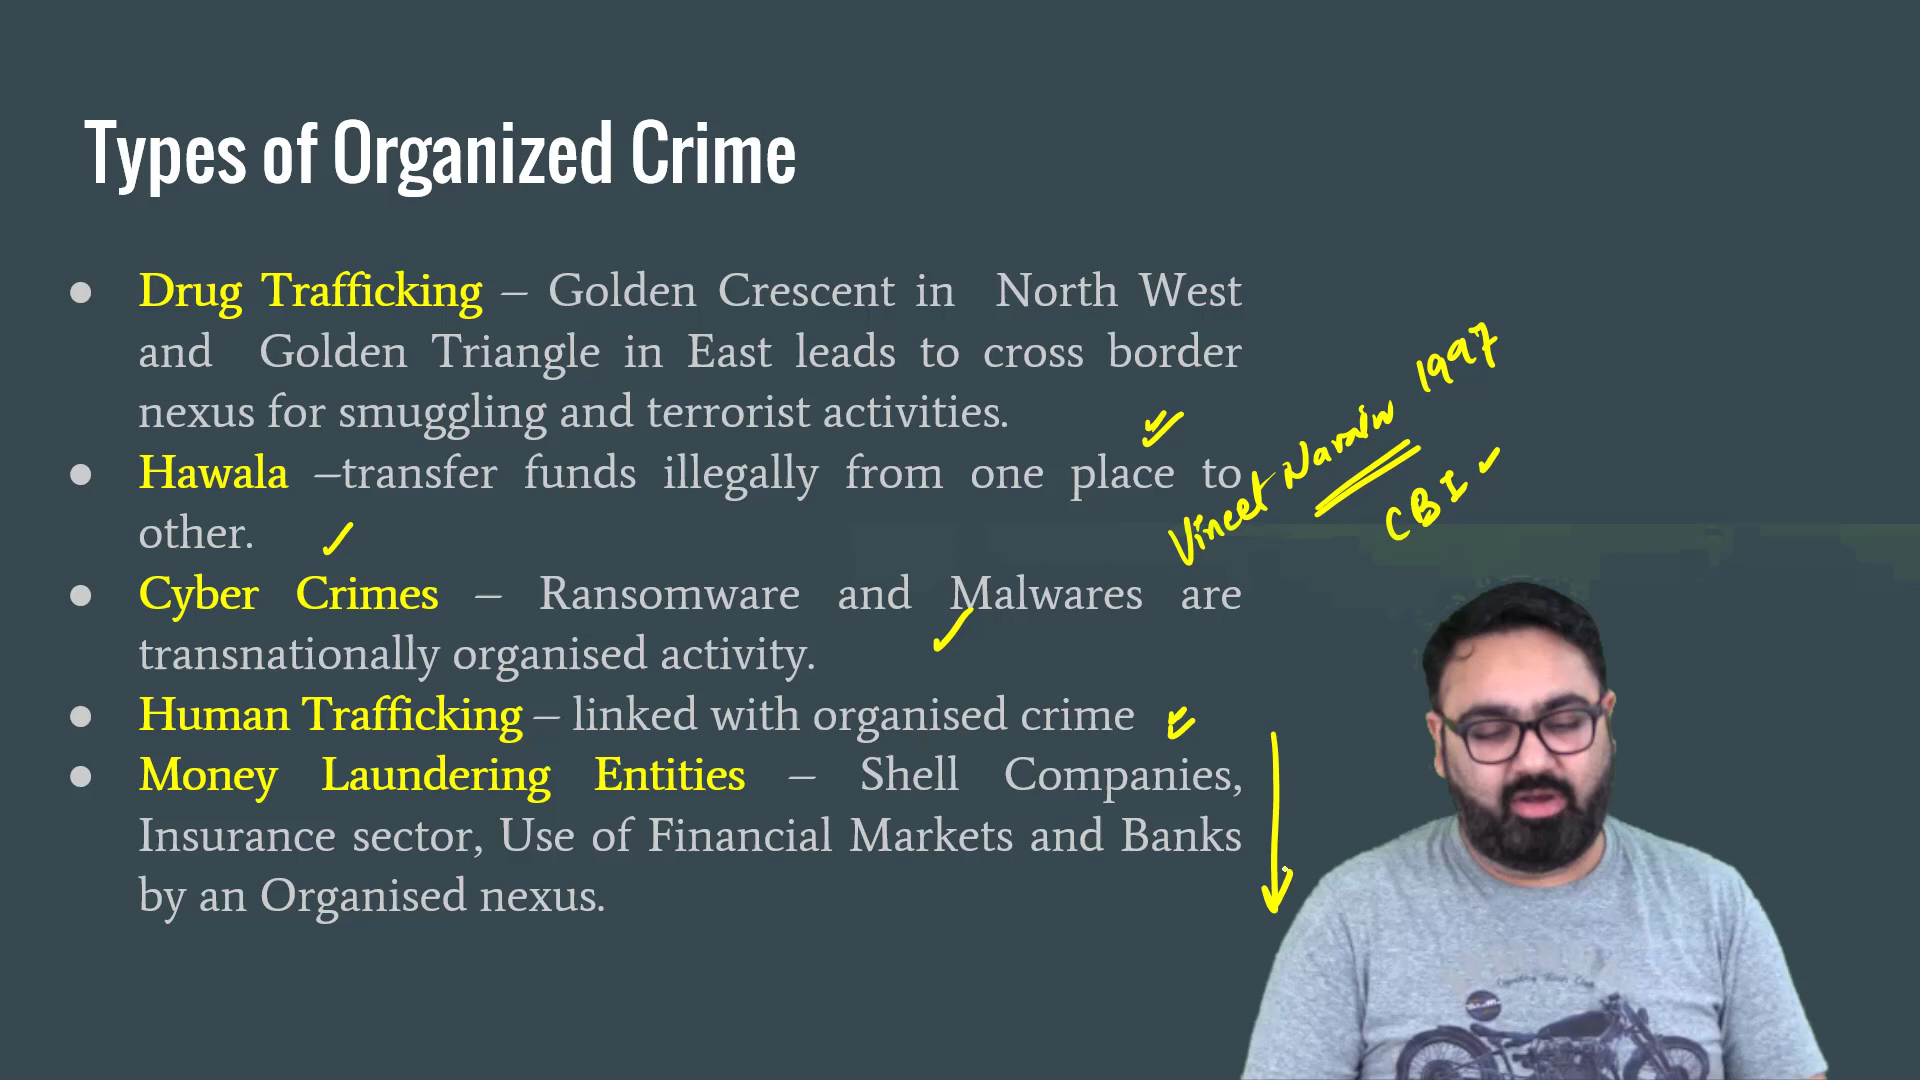 Types of Organized Crime
● Drug Trafficking – Golden Crescent in North West
and Golden Triangle in East leads to cross border
nexus for smuggling and terrorist activities.
● Hawala –transfer funds illegally from one place to
other.
● Cyber Crimes – Ransomware and Malwares are
transnationally organised activity.
● Human Trafficking – linked with organised crime
● Money Laundering Entities – Shell Companies,
Insurance sector, Use of Financial Markets and Banks
by an Organised nexus.
Vineet Narain 1997
CBI